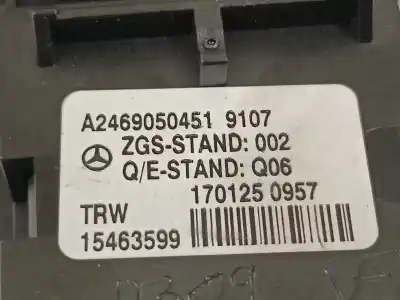 A2469050451 9107
ZGS-STAND: 002
Q/E-STAND: Q06
170125 0957
TRW
15463599